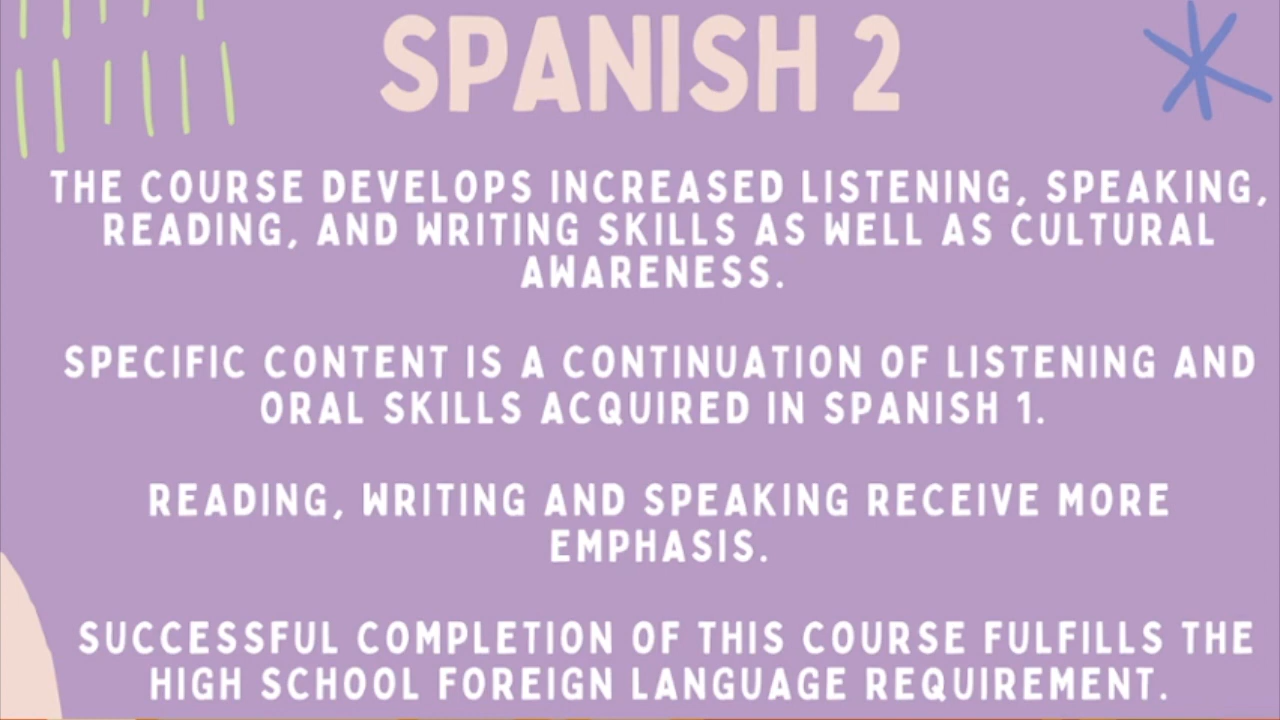 SPANISH 2
THE COURSE DEVELOPS INCREASED LISTENING, SPEAKING,
READING, AND WRITING SKILLS AS WELL AS CULTURAL
AWARENESS.
SPECIFIC CONTENT IS A CONTINUATION OF LISTENING AND
ORAL SKILLS ACQUIRED IN SPANISH 1.
READING, WRITING AND SPEAKING RECEIVE MORE
EMPHASIS.
SUCCESSFUL COMPLETION OF THIS COURSE FULFILLS THE
HIGH SCHOOL FOREIGN LANGUAGE REQUIREMENT.